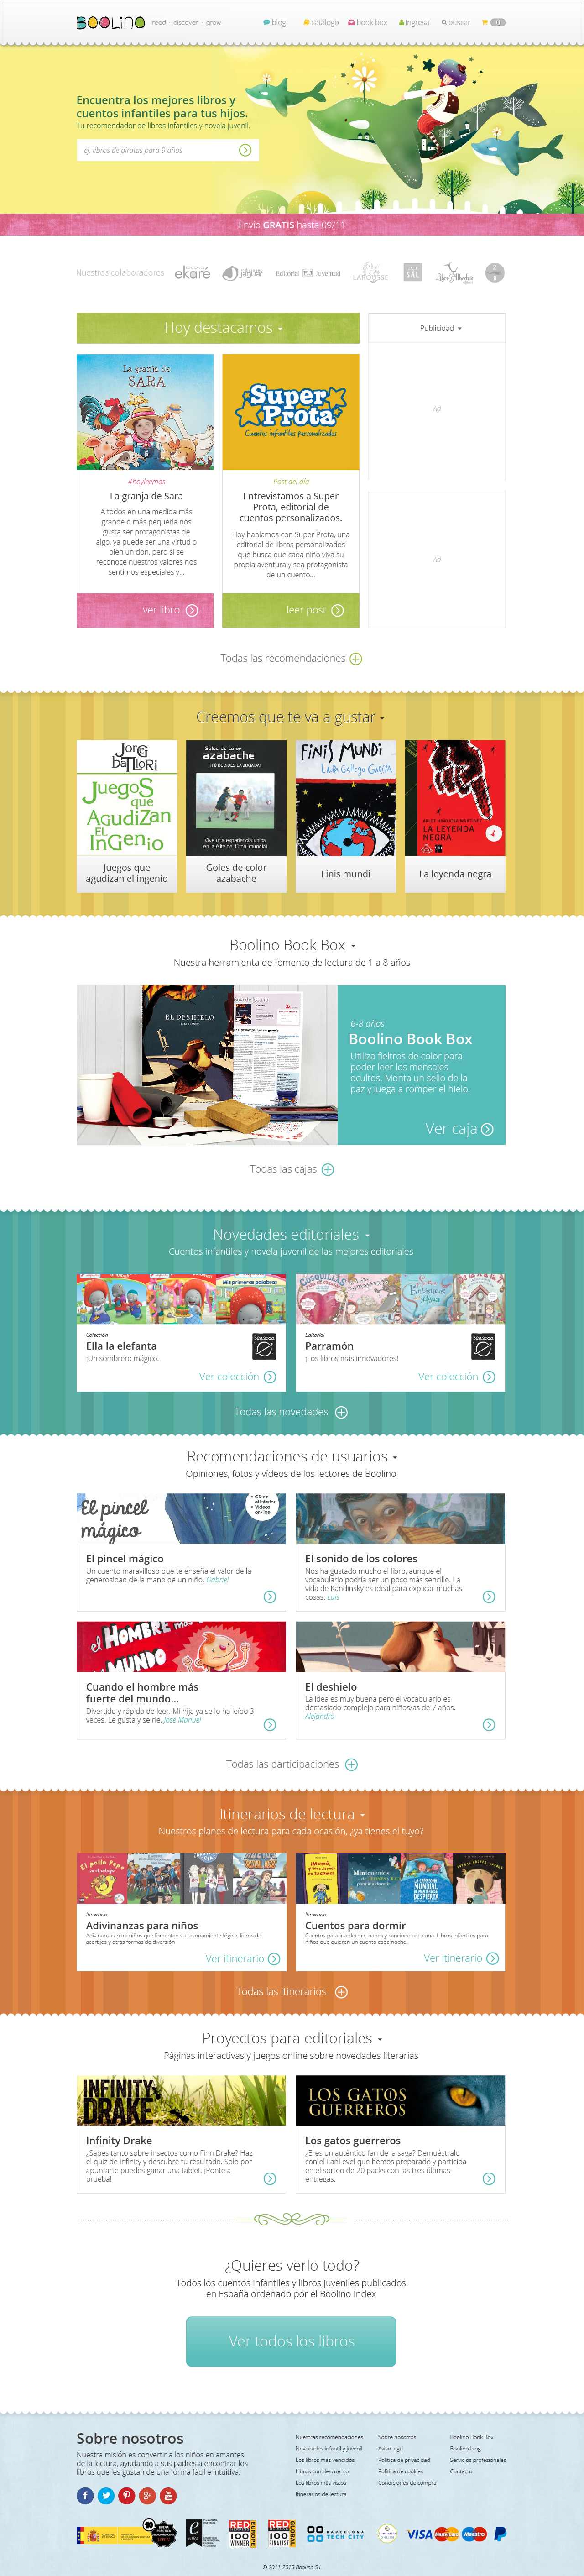 BOOLINO read · discover · grow
blog catálogo book box ingresa buscar 0
Encuentra los mejores libros y
cuentos infantiles para tus hijos.
Tu recomendador de libros infantiles y novela juvenil.
ej. libros de piratas para 9 años
Envío GRATIS hasta 09/11
Nuestros colaboradores
ekaré
Editorial Juventud
LAROUSSE
Hoy destacamos
Publicidad
Ad
Ad
La granja de
SARA
Super
Prota
Cuentos infantiles personalizados
#hoyleemos
La granja de Sara
A todos en una medida más
grande o más pequeña nos
gusta ser protagonistas de
algo, ya puede ser una virtud o
bien un don, pero si se
reconoce nuestros valores nos
sentimos especiales y...
ver libro
Post del día
Entrevistamos a Super
Prota, editorial de
cuentos personalizados.
Hoy hablamos con Super Prota, una
editorial de libros personalizados
que busca que cada niño viva su
propia aventura y sea protagonista
de un cuento...
leer post
Todas las recomendaciones
Creemos que te va a gustar
Jordi
baTLLori
JuegoS
que
AguDiZan
EL
InGenio
Goles de color
azabache
¡TÚ DECIDES LA JUGADA!
FINIS MUNDI
Laura Gallego García
LA LEYENDA
NEGRA
Juegos que
agudizan el ingenio
Goles de color
azabache
Finis mundi
La leyenda negra
Boolino Book Box
Nuestra herramienta de fomento de lectura de 1 a 8 años
EL DESHIELO
Guía de lectura
6-8 años
Boolino Book Box
Utiliza fieltros de color para
poder leer los mensajes
ocultos. Monta un sello de la
paz y juega a romper el hielo.
Ver caja
Todas las cajas
Novedades editoriales
Cuentos infantiles y novela juvenil de las mejores editoriales
Mis primeras palabras
COSQUILLAS
Colección
Ella la elefanta
¡Un sombrero mágico!
Ver colección
Editorial
Parramón
¡Los libros más innovadores!
Ver colección
Todas las novedades
Recomendaciones de usuarios
Opiniones, fotos y vídeos de los lectores de Boolino
El pincel
mágico
• CD en el interior
• Vídeos on-line
El pincel mágico
Un cuento maravilloso que te enseña el valor de la
generosidad de la mano de un niño. Gabriel
El sonido de los colores
Nos ha gustado mucho el libro, aunque el
vocabulario podría ser un poco más sencillo. La
vida de Kandinsky es ideal para explicar muchas
cosas. Luis
el HOMBRE MÁS
MUNDO
Cuando el hombre más
fuerte del mundo...
Divertido y rápido de leer. Mi hija ya se lo ha leído 3
veces. Le gusta y se ríe. José Manuel
El deshielo
La idea es muy buena pero el vocabulario es
demasiado complejo para niños/as de 7 años.
Alejandro
Todas las participaciones
Itinerarios de lectura
Nuestros planes de lectura para cada ocasión, ¿ya tienes el tuyo?
El pollo Pepe
Itinerario
Adivinanzas para niños
Adivinanzas para niños que fomentan su razonamiento lógico, libros de
acertijos y otras formas de diversión
Ver itinerario
Itinerario
Cuentos para dormir
Cuentos para ir a dormir, nanas y canciones de cuna. Libros infantiles para
niños que quieren un cuento cada noche.
Ver itinerario
Todas las itinerarios
Proyectos para editoriales
Páginas interactivas y juegos online sobre novedades literarias
INFINITY
DRAKE
LOS GATOS
GUERREROS
Infinity Drake
¿Sabes tanto sobre insectos como Finn Drake? Haz
el quiz de Infinity y descubre tu resultado. Solo por
apuntarte puedes ganar una tablet. ¡Ponte a
prueba!
Los gatos guerreros
¿Eres un auténtico fan de la saga? Demuéstralo
con el FanLevel que hemos preparado y participa
en el sorteo de 20 packs con las tres últimas
entregas.
¿Quieres verlo todo?
Todos los cuentos infantiles y libros juveniles publicados
en España ordenado por el Boolino Index
Ver todos los libros
Sobre nosotros
Nuestra misión es convertir a los niños en amantes
de la lectura, ayudando a sus padres a encontrar los
libros que les gustan de una forma fácil e intuitiva.
Nuestras recomendaciones
Novedades infantil y juvenil
Los libros más vendidos
Libros con descuento
Los libros más vistos
Itinerarios de lectura
Sobre nosotros
Aviso legal
Política de privacidad
Política de cookies
Condiciones de compra
Boolino Book Box
Boolino blog
Servicios profesionales
Contacto
RED
100
WINNER
EUROPE
RED
100
FINALIST
GLOBAL
BARCELONA
TECH CITY
CONFIANZA
VISA MasterCard Maestro
© 2011-2015 Boolino S.L